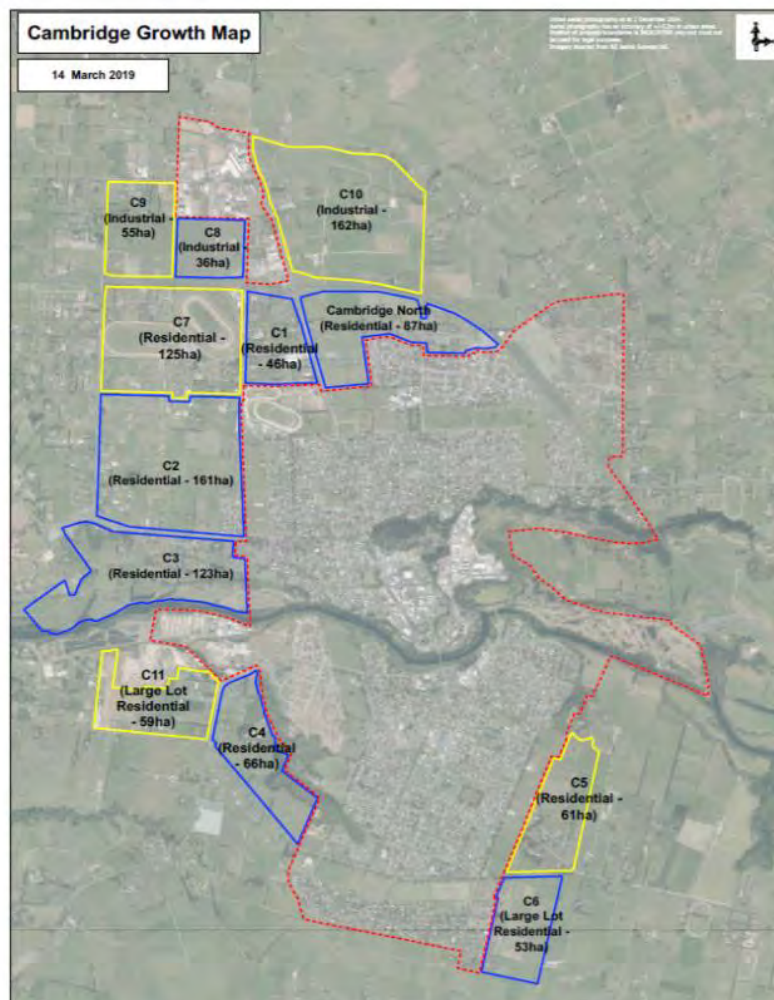 Cambridge Growth Map
14 March 2019
C9
(Industrial -
55ha)
C8
(Industrial -
36ha)
C10
(Industrial -
162ha)
C7
(Residential -
125ha)
C1
(Residential
- 46ha)
Cambridge North
(Residential - 87ha)
C2
(Residential - 161ha)
C3
(Residential - 123ha)
C11
(Large Lot
Residential
- 59ha)
C4
(Residential
- 66ha)
C5
(Residential -
61ha)
C6
(Large Lot
Residential -
53ha)